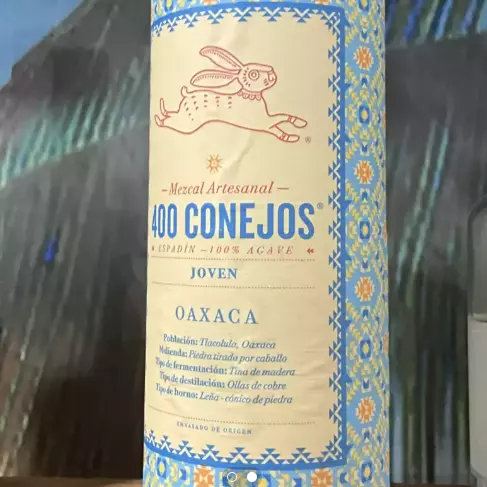 ®
—Mezcal Artesanal—
400 CONEJOS®
ESPADÍN —100% AGAVE
JOVEN
OAXACA
Población: Tlacolula, Oaxaca
Molienda: Piedra tirada por caballo
Tipo de fermentación: Tina de madera
Tipo de destilación: Ollas de cobre
Tipo de horno: Leña - cónico de piedra
ENVASADO DE ORIGEN